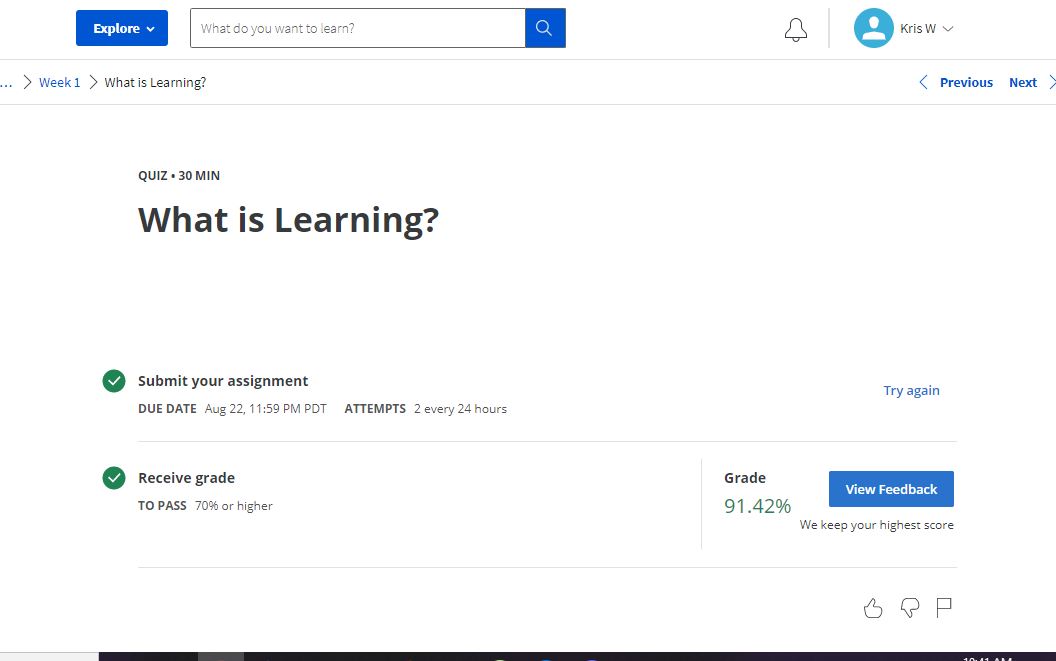 Explore What do you want to learn? Kris W
... Week 1 What is Learning? Previous Next
QUIZ • 30 MIN
What is Learning?
Submit your assignment
Try again
DUE DATE Aug 22, 11:59 PM PDT ATTEMPTS 2 every 24 hours
Receive grade Grade
View Feedback
TO PASS 70% or higher 91.42%
We keep your highest score